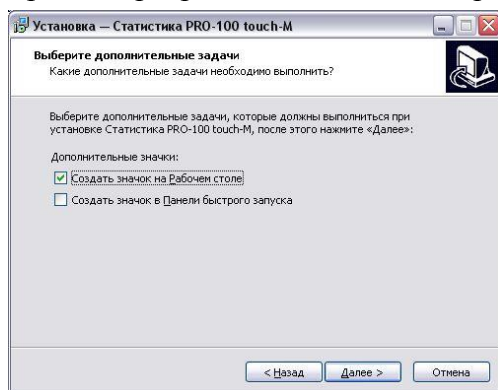 Установка — Статистика PRO-100 touch-M
Выберите дополнительные задачи
Какие дополнительные задачи необходимо выполнить?
Выберите дополнительные задачи, которые должны выполниться при
установке Статистика PRO-100 touch-M, после этого нажмите «Далее»:
Дополнительные значки:
Создать значок на Рабочем столе
Создать значок в Панели быстрого запуска
< Назад Далее > Отмена